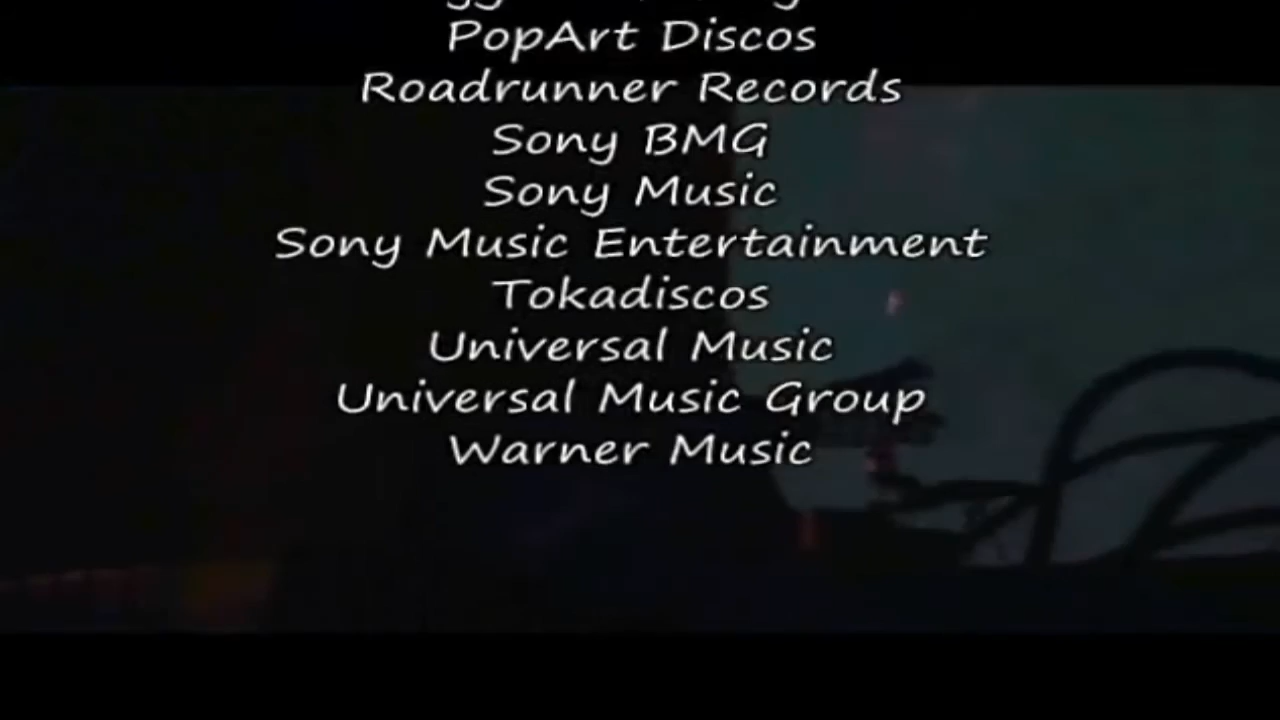 PopArt Discos
Roadrunner Records
Sony BMG
Sony Music
Sony Music Entertainment
Tokadiscos
Universal Music
Universal Music Group
Warner Music